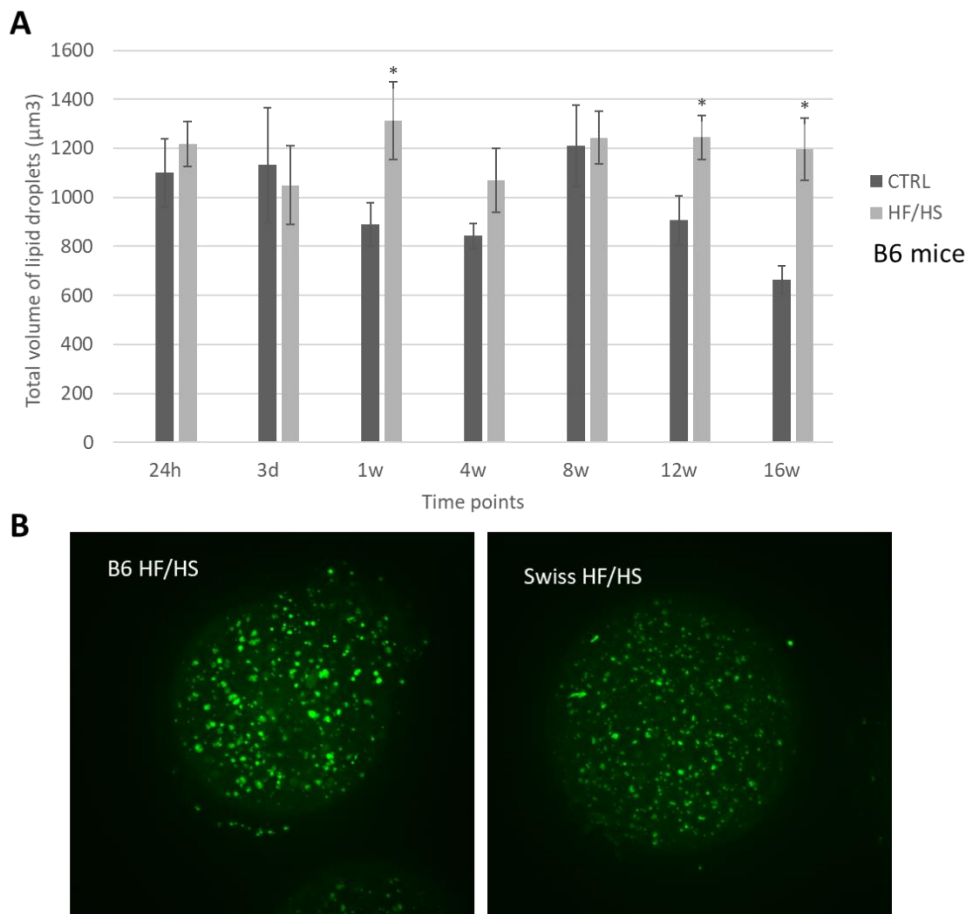 A
1600
1400
1200
1000
800
600
400
200
0
Total volume of lipid droplets (µm3)
* * *
24h 3d 1w 4w 8w 12w 16w
Time points
CTRL
HF/HS
B6 mice
B
B6 HF/HS
Swiss HF/HS